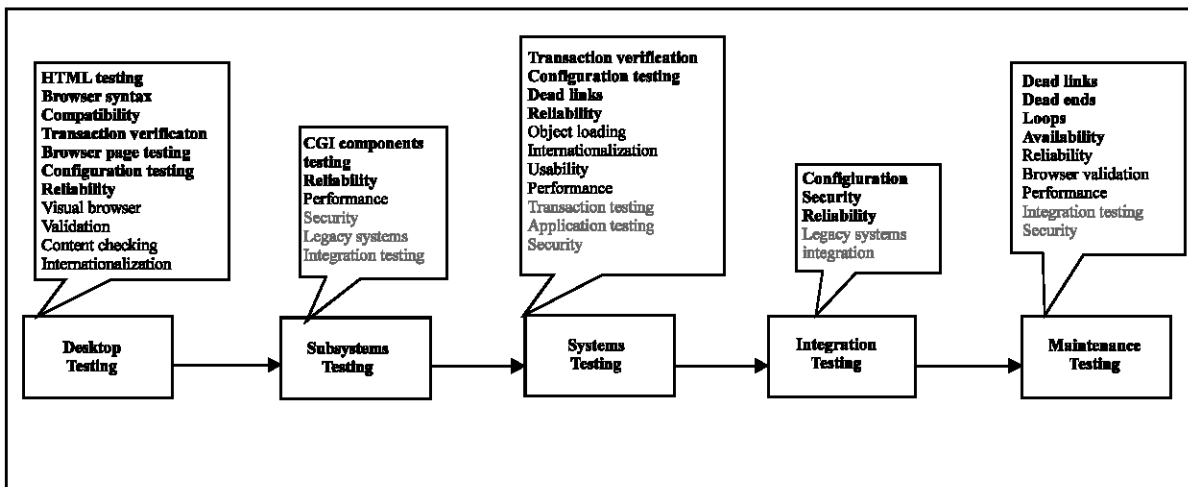 HTML testing
Browser syntax
Compatibility
Transaction verificaton
Browser page testing
Configuration testing
Reliability
Visual browser
Validation
Content checking
Internationalization
Desktop
Testing
CGI components
testing
Reliability
Performance
Security
Legacy systems
Integration testing
Subsystems
Testing
Transaction verification
Configuration testing
Dead links
Reliability
Object loading
Internationalization
Usability
Performance
Transaction testing
Application testing
Security
Systems
Testing
Configiuration
Security
Reliability
Legacy systems
integration
Integration
Testing
Dead links
Dead ends
Loops
Availability
Reliability
Browser validation
Performance
Integration testing
Security
Maintenance
Testing